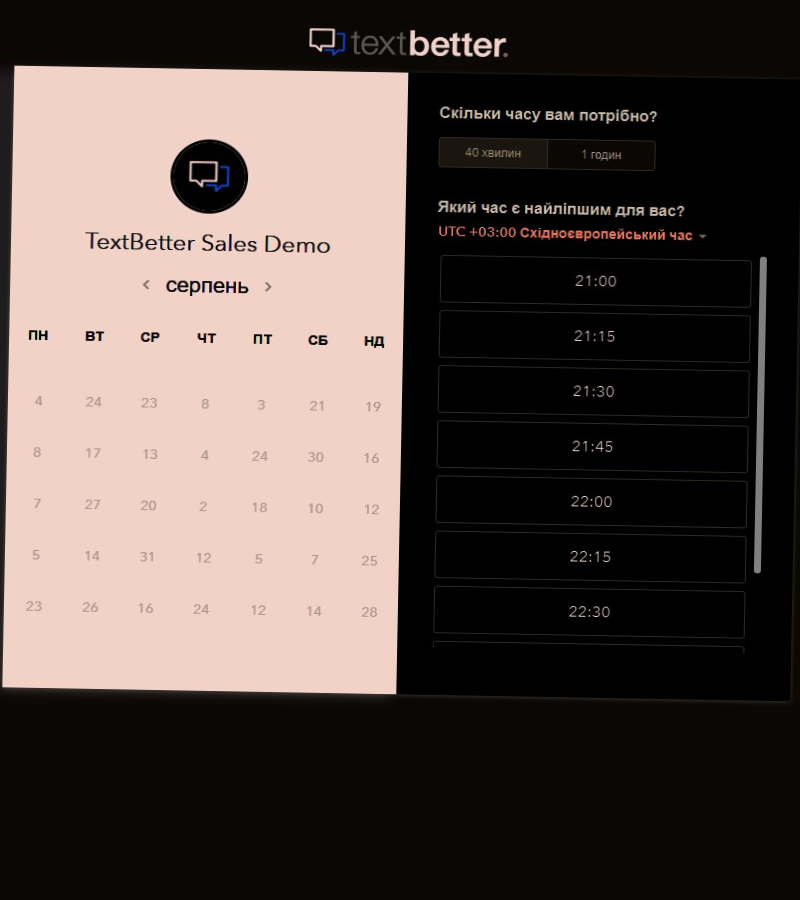 textbetter.
TextBetter Sales Demo
серпень
ПН ВТ СР ЧТ ПТ СБ НД
4 24 23 8 3 21 19
8 17 13 4 24 30 16
7 27 20 2 18 10 12
5 14 31 12 5 7 25
23 26 16 24 12 14 28
Скільки часу вам потрібно?
40 хвилин 1 годин
Який час є найліпшим для вас?
UTC +03:00 Східноєвропейський час
21:00
21:15
21:30
21:45
22:00
22:15
22:30